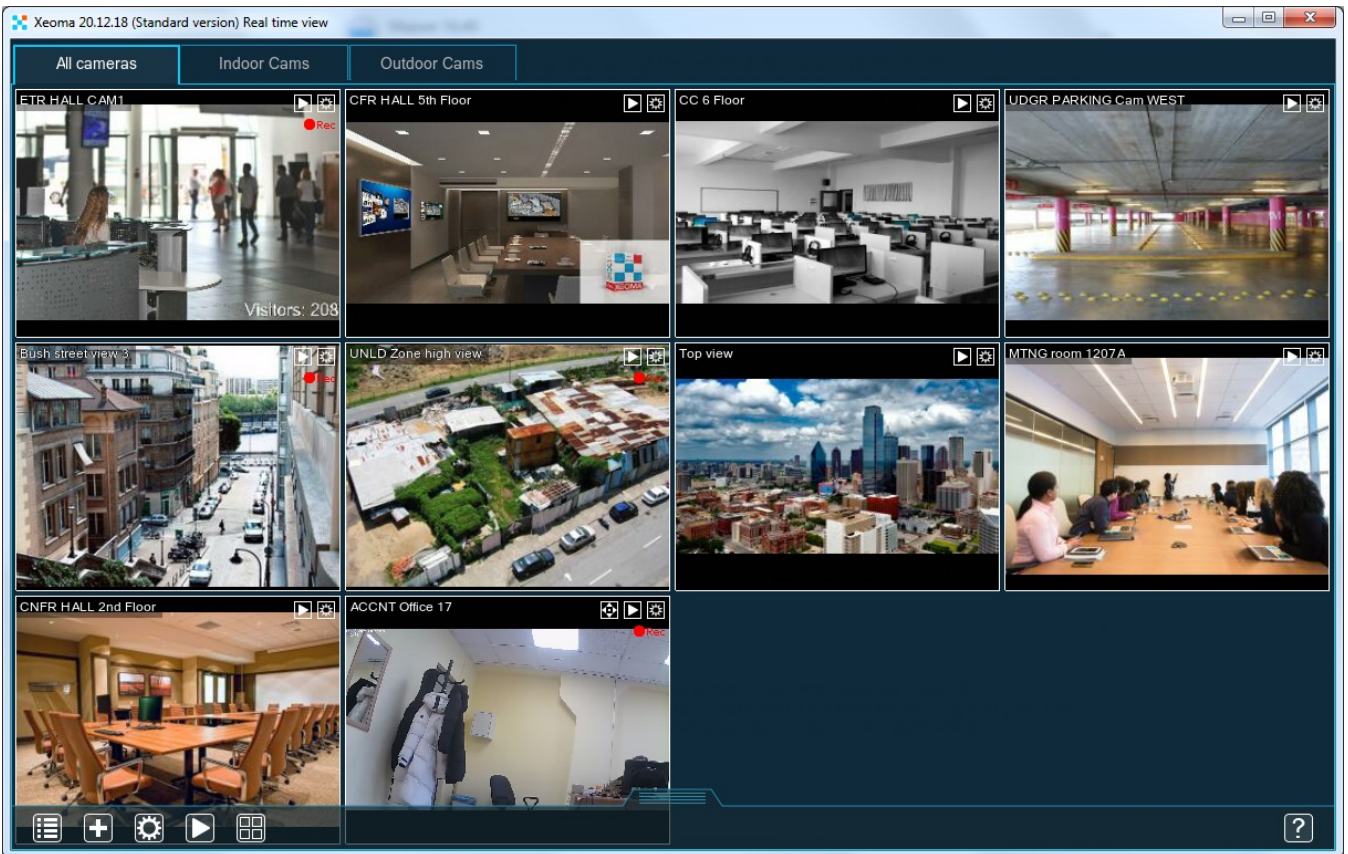 Xeoma 20.12.18 (Standard version) Real time view
All cameras
Indoor Cams
Outdoor Cams
ETR HALL CAM1
Rec
Visitors: 208
CFR HALL 5th Floor
XEOMA
CC 6 Floor
UDGR PARKING Cam WEST
Bush street view 3
Rec
UNLD Zone high view
Rec
Top view
MTNG room 1207A
CNFR HALL 2nd Floor
ACCNT Office 17
Rec
?